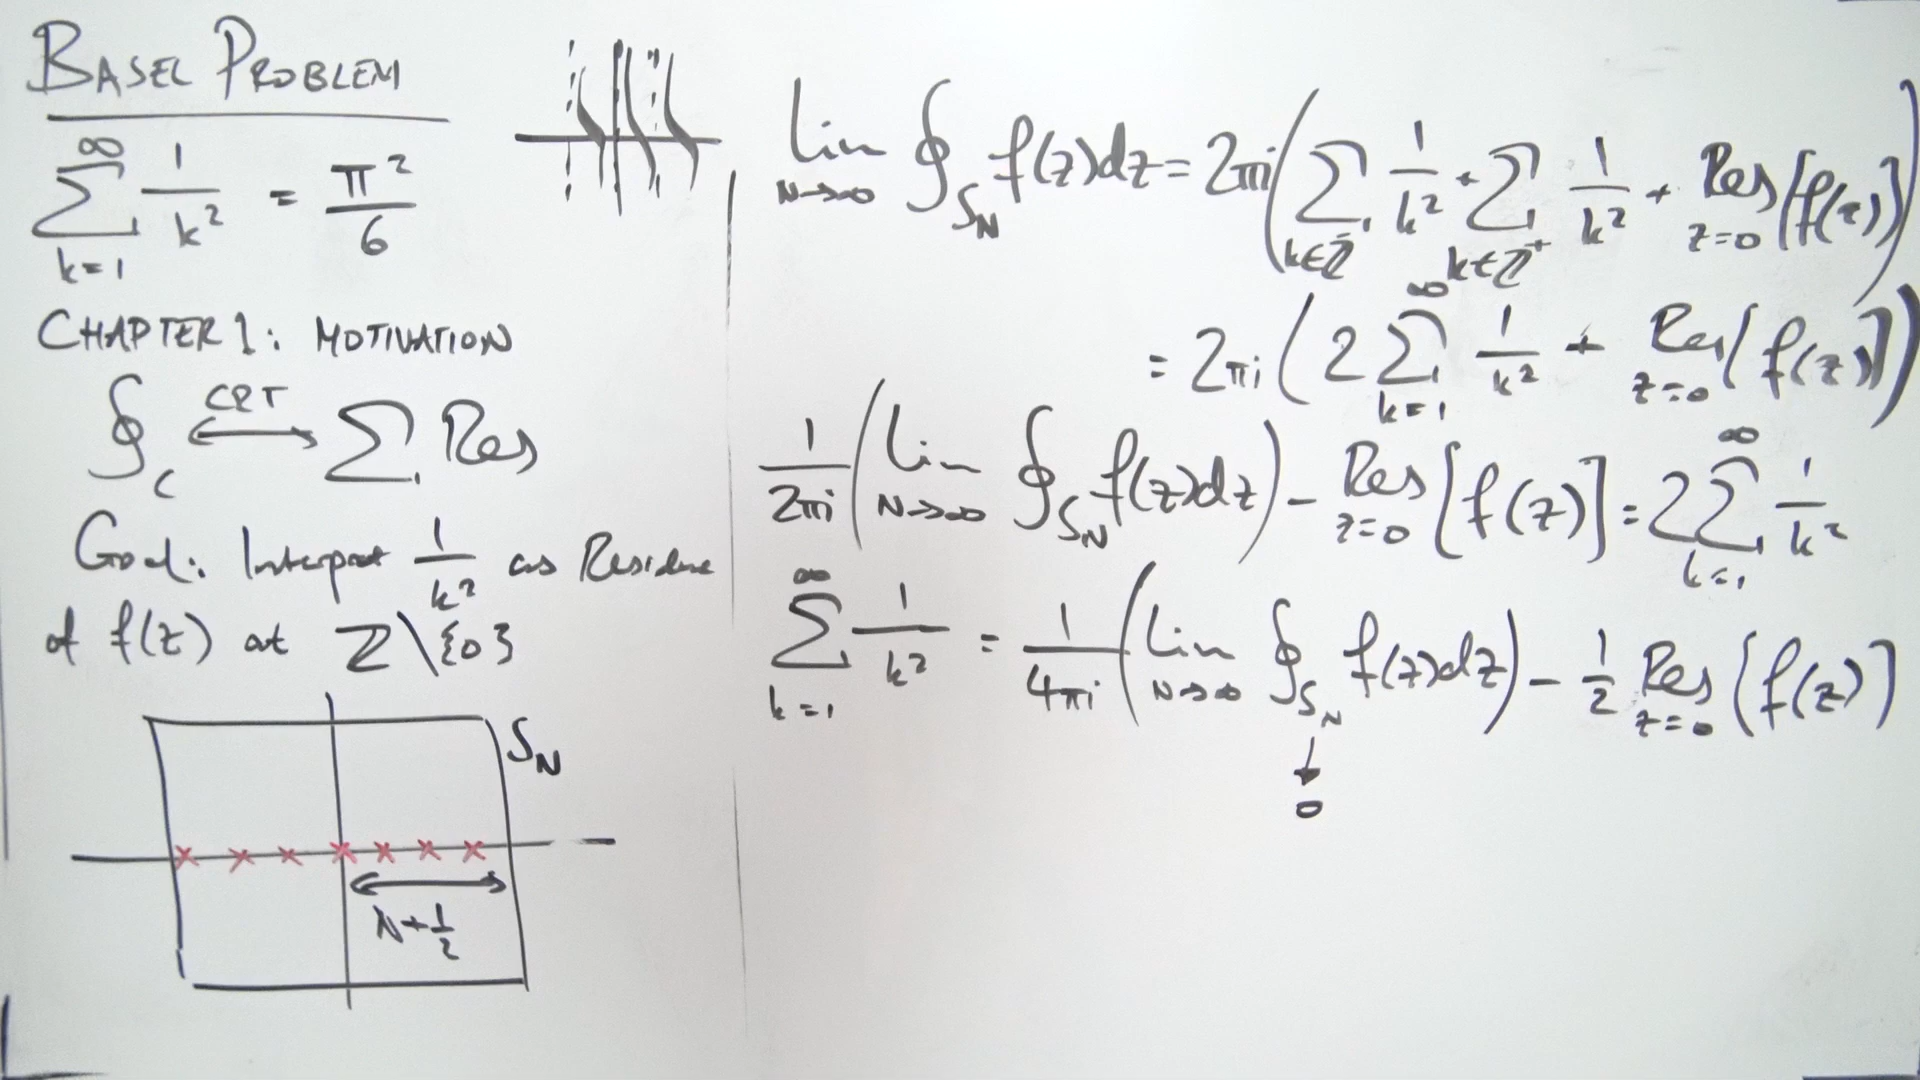 BASEL PROBLEM
∞
∑ 1/k² = π²/6
k=1
CHAPTER 1: MOTIVATION
∮_C ⟷ CRT ∑ Res
Goal: Interpret 1/k² as Residue
of f(z) at ℤ\{0}
S_N
N+1/2
lim_{N→∞} ∮_{S_N} f(z)dz = 2πi(∑_{k∈ℤ⁻} 1/k² + ∑_{k∈ℤ⁺} 1/k² + Res_{z=0}[f(z)])
= 2πi(2∑_{k=1}^∞ 1/k² + Res_{z=0}[f(z)])
1/2πi (lim_{N→∞} ∮_{S_N} f(z)dz) - Res_{z=0}[f(z)] = 2∑_{k=1}^∞ 1/k²
∑_{k=1}^∞ 1/k² = 1/4πi (lim_{N→∞} ∮_{S_N} f(z)dz) - 1/2 Res_{z=0}[f(z)]
↓
0